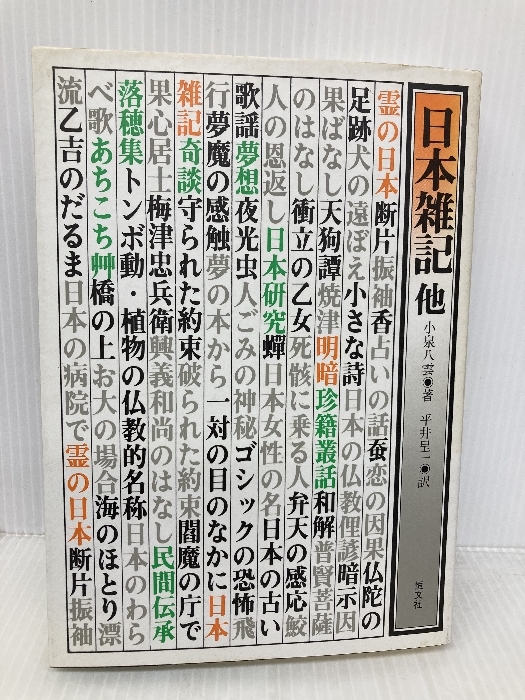 日本雑記 他
小泉八雲◉著 平井呈一◉訳
恒文社
霊の日本断片振袖香占いの話蚕恋の因果仏陀の
足跡犬の遠ぼえ小さな詩日本の仏教俚諺暗示因
果ばなし天狗譚焼津明暗珍籍叢話和解普賢菩薩
のはなし衝立の乙女死骸に乗る人弁天の感応鮫
人の恩返し日本研究蟬日本女性の名日本の古い
歌謡夢想夜光虫人ごみの神秘ゴシックの恐怖飛
行夢魔の感触夢の本から一対の目のなかに日本
雑記奇談守られた約束破られた約束閻魔の庁で
果心居士梅津忠兵衛興義和尚のはなし民間伝承
落穂集トンボ動・植物の仏教的名称日本のわら
べ歌あちこち艸橋の上お大の場合海のほとり漂
流乙吉のだるま日本の病院で霊の日本断片振袖